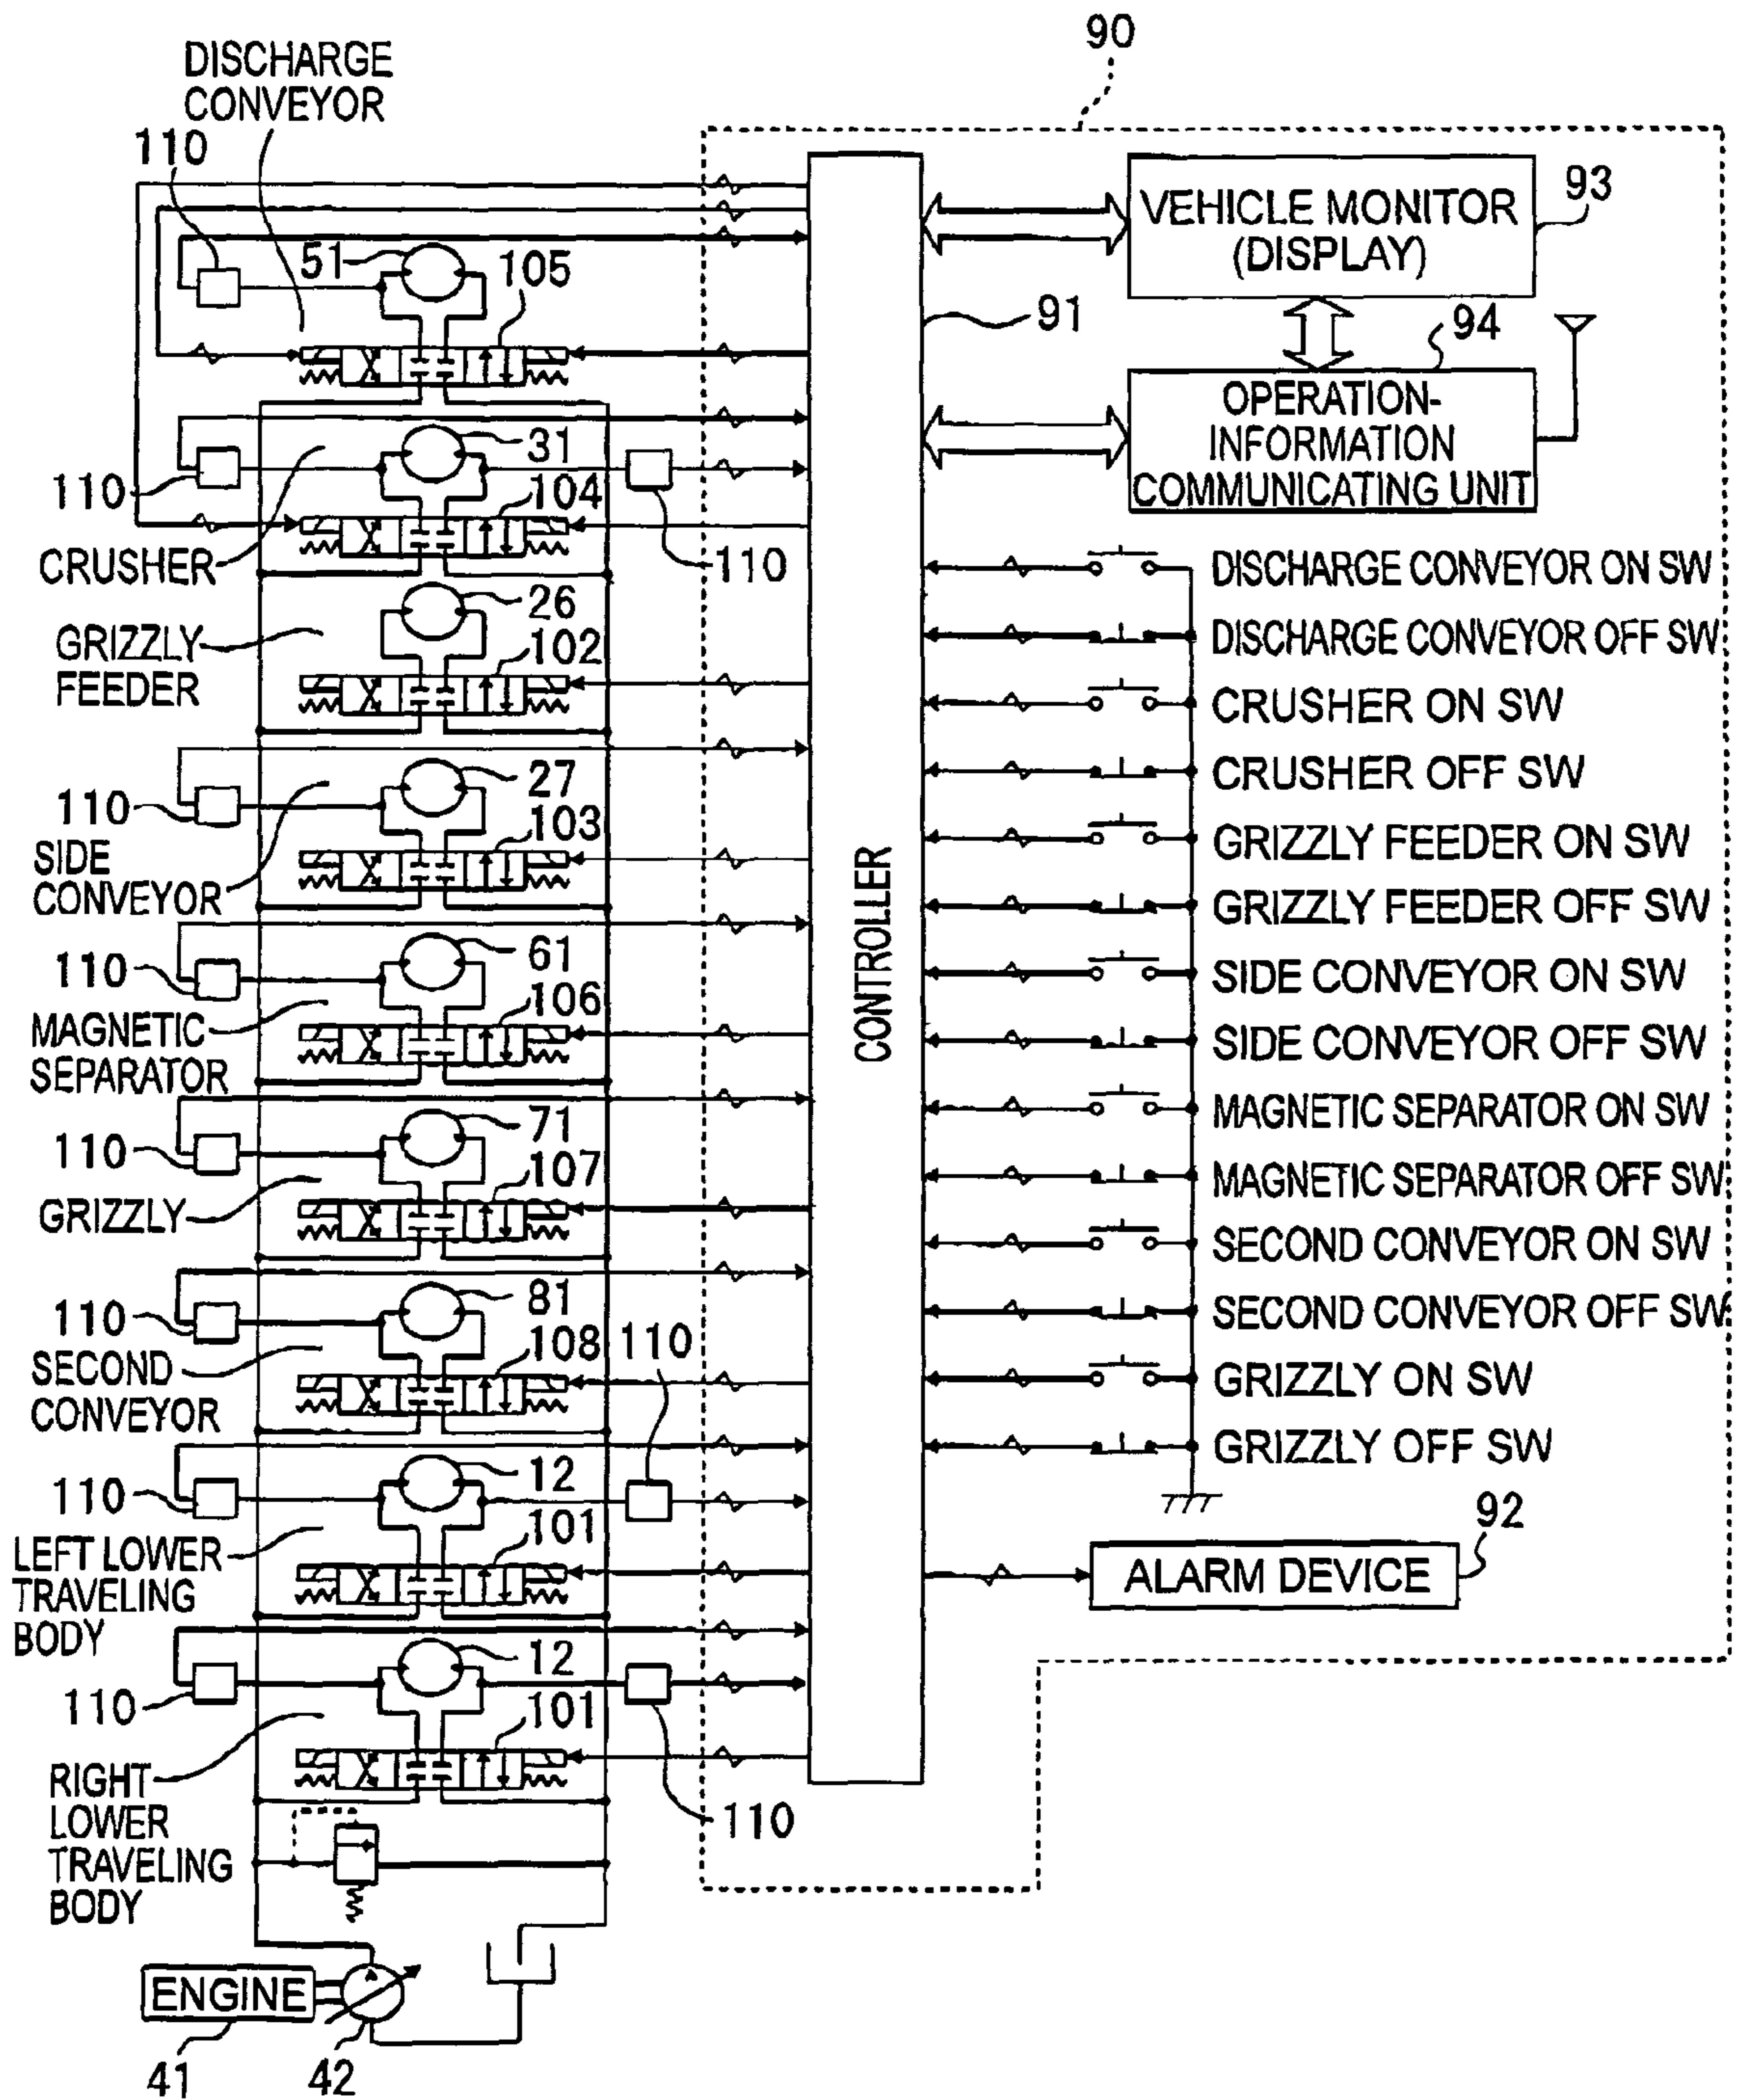 90
DISCHARGE
CONVEYOR
110
VEHICLE MONITOR
(DISPLAY)
93
51
105
91
94
OPERATION-
INFORMATION
COMMUNICATING UNIT
31
110
104
CRUSHER
110
DISCHARGE CONVEYOR ON SW
26
GRIZZLY
FEEDER
102
DISCHARGE CONVEYOR OFF SW
CRUSHER ON SW
27
110
CRUSHER OFF SW
103
SIDE
CONVEYOR
GRIZZLY FEEDER ON SW
CONTROLLER
GRIZZLY FEEDER OFF SW
61
110
SIDE CONVEYOR ON SW
106
MAGNETIC
SEPARATOR
SIDE CONVEYOR OFF SW
71
110
MAGNETIC SEPARATOR ON SW
107
GRIZZLY
MAGNETIC SEPARATOR OFF SW
SECOND CONVEYOR ON SW
81
110
SECOND CONVEYOR OFF SW
108
110
SECOND
CONVEYOR
GRIZZLY ON SW
GRIZZLY OFF SW
12
110
101
LEFT LOWER
TRAVELING
BODY
92
ALARM DEVICE
12
110
101
RIGHT
LOWER
TRAVELING
BODY
110
ENGINE
41
42